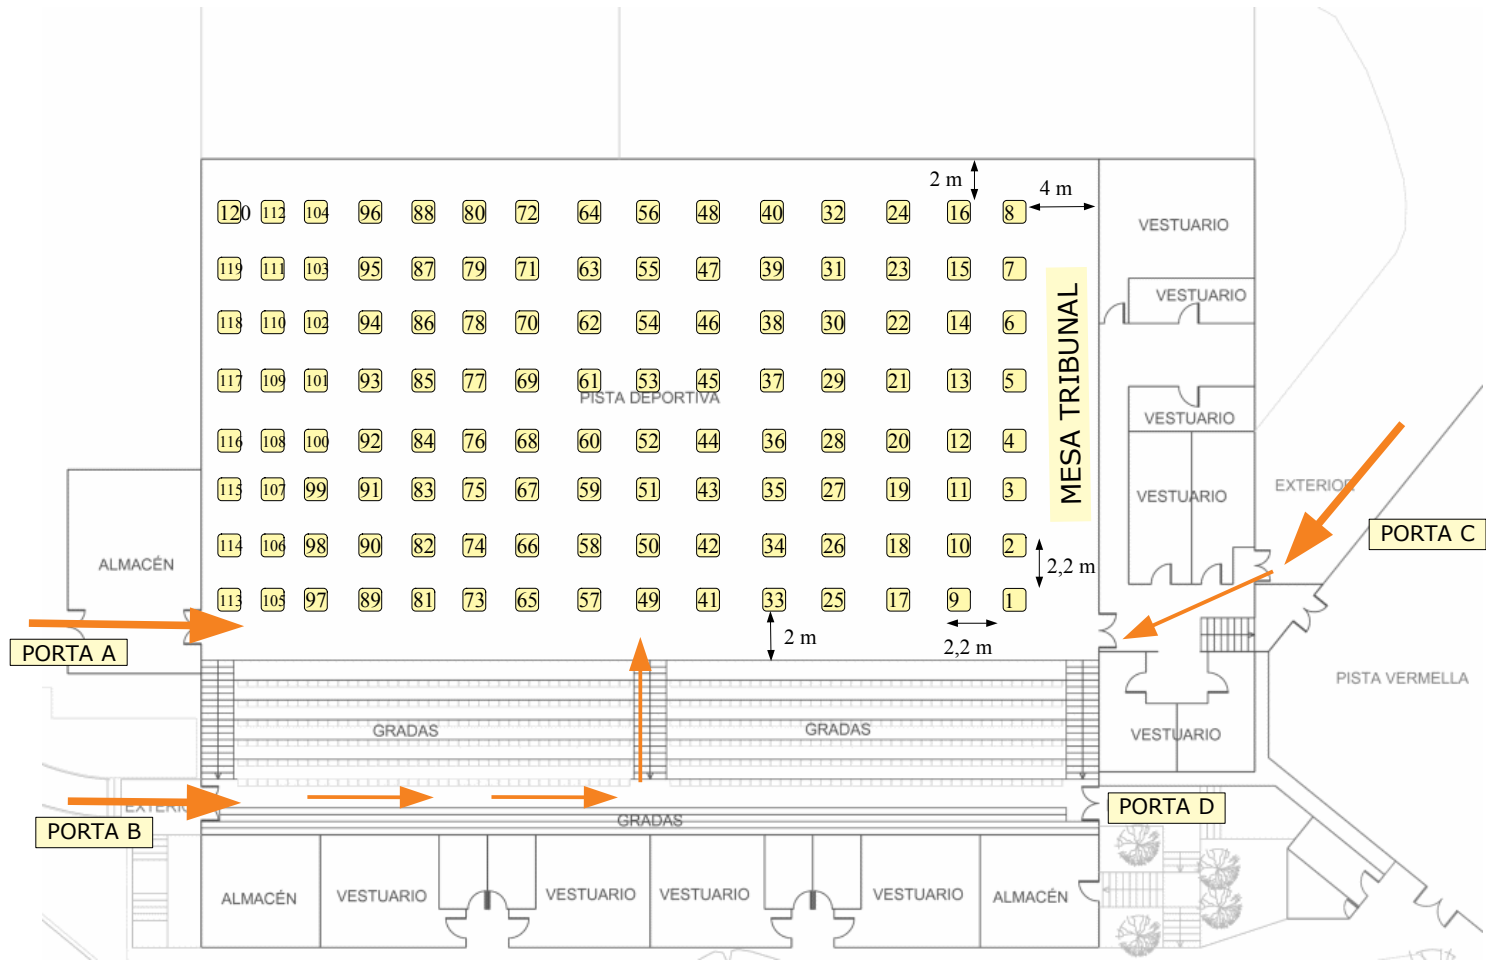 2 m
4 m
120 112 104 96 88 80 72 64 56 48 40 32 24 16 8
VESTUARIO
119 111 103 95 87 79 71 63 55 47 39 31 23 15 7
VESTUARIO
118 110 102 94 86 78 70 62 54 46 38 30 22 14 6
MESA TRIBUNAL
117 109 101 93 85 77 69 61 53 45 37 29 21 13 5
PISTA DEPORTIVA
VESTUARIO
116 108 100 92 84 76 68 60 52 44 36 28 20 12 4
115 107 99 91 83 75 67 59 51 43 35 27 19 11 3
VESTUARIO
EXTERIOR
PORTA C
114 106 98 90 82 74 66 58 50 42 34 26 18 10 2
ALMACÉN
2,2 m
113 105 97 89 81 73 65 57 49 41 33 25 17 9 1
2 m
2,2 m
PORTA A
PISTA VERMELLA
GRADAS
GRADAS
VESTUARIO
EXTERIOR
PORTA D
PORTA B
GRADAS
ALMACÉN
VESTUARIO
VESTUARIO
VESTUARIO
VESTUARIO
ALMACÉN